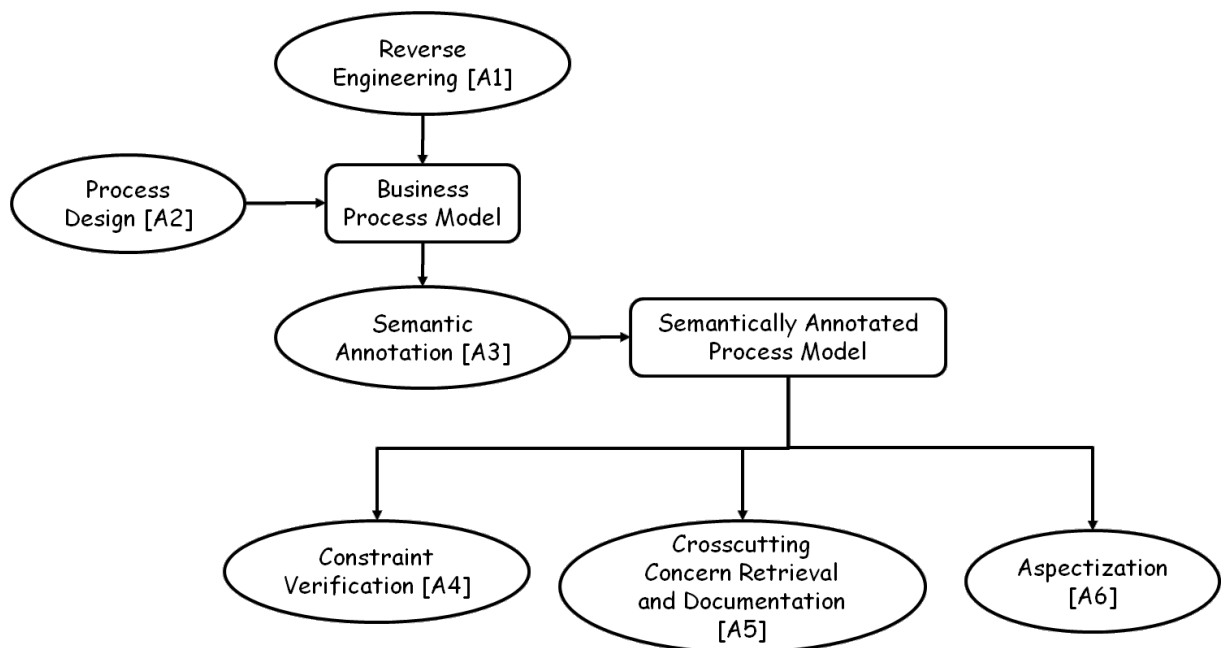 Reverse
Engineering [A1]
Process
Design [A2]
Business
Process Model
Semantic
Annotation [A3]
Semantically Annotated
Process Model
Constraint
Verification [A4]
Crosscutting
Concern Retrieval
and Documentation
[A5]
Aspectization
[A6]